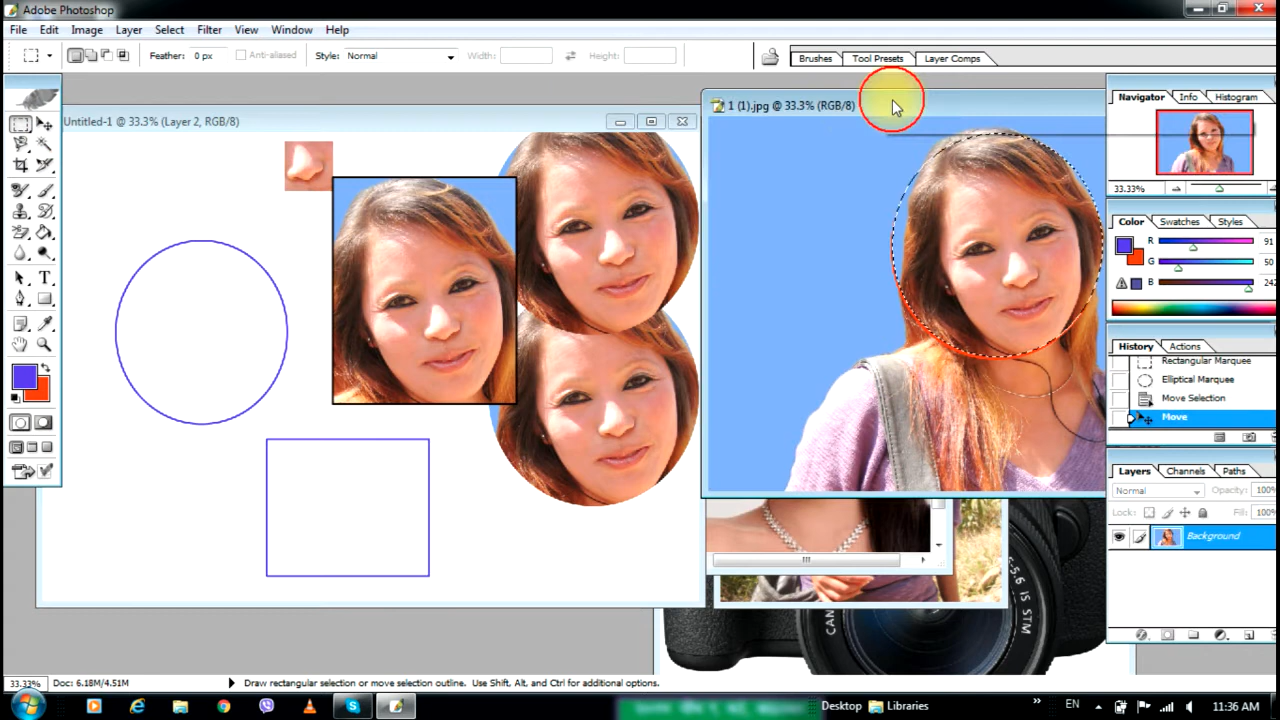 Adobe Photoshop
File Edit Image Layer Select Filter View Window Help
Feather: 0 px Anti-aliased Style: Normal Width: Height: Brushes Tool Presets Layer Comps
Untitled-1 @ 33.3% (Layer 2, RGB/8)
1 (1).jpg @ 33.3% (RGB/8)
Navigator Info Histogram
33.33%
Color Swatches Styles
R 91
G 50
B 242
History Actions
Rectangular Marquee
Elliptical Marquee
Move Selection
Move
Layers Channels Paths
Normal Opacity: 100%
Lock: Fill: 100%
Background
CANON
-5.6 IS STM
33.33% Doc: 6.18M/4.51M Draw rectangular selection or move selection outline. Use Shift, Alt, and Ctrl for additional options.
Desktop Libraries EN 11:36 AM